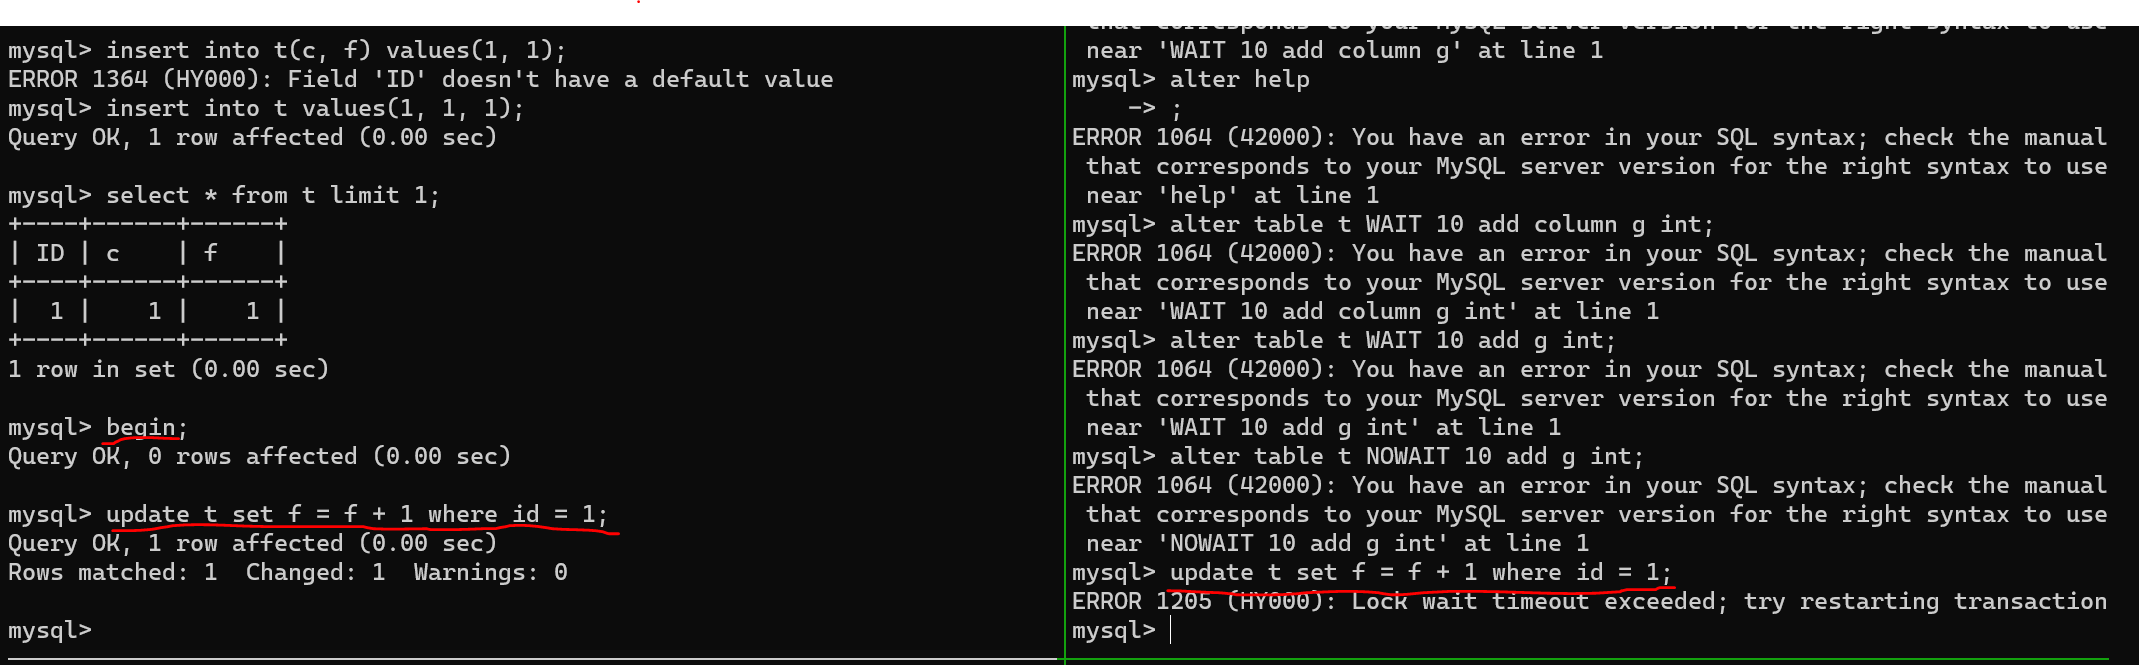 mysql> insert into t(c, f) values(1, 1);
ERROR 1364 (HY000): Field 'ID' doesn't have a default value
mysql> insert into t values(1, 1, 1);
Query OK, 1 row affected (0.00 sec)
mysql> select * from t limit 1;
+----+------+------+
| ID | c    | f    |
+----+------+------+
|  1 |    1 |    1 |
+----+------+------+
1 row in set (0.00 sec)
mysql> begin;
Query OK, 0 rows affected (0.00 sec)
mysql> update t set f = f + 1 where id = 1;
Query OK, 1 row affected (0.00 sec)
Rows matched: 1  Changed: 1  Warnings: 0
mysql>
that corresponds to your MySQL server version for the right syntax to use
near 'WAIT 10 add column g' at line 1
mysql> alter help
    -> ;
ERROR 1064 (42000): You have an error in your SQL syntax; check the manual
that corresponds to your MySQL server version for the right syntax to use
near 'help' at line 1
mysql> alter table t WAIT 10 add column g int;
ERROR 1064 (42000): You have an error in your SQL syntax; check the manual
that corresponds to your MySQL server version for the right syntax to use
near 'WAIT 10 add column g int' at line 1
mysql> alter table t WAIT 10 add g int;
ERROR 1064 (42000): You have an error in your SQL syntax; check the manual
that corresponds to your MySQL server version for the right syntax to use
near 'WAIT 10 add g int' at line 1
mysql> alter table t NOWAIT 10 add g int;
ERROR 1064 (42000): You have an error in your SQL syntax; check the manual
that corresponds to your MySQL server version for the right syntax to use
near 'NOWAIT 10 add g int' at line 1
mysql> update t set f = f + 1 where id = 1;
ERROR 1205 (HY000): Lock wait timeout exceeded; try restarting transaction
mysql>